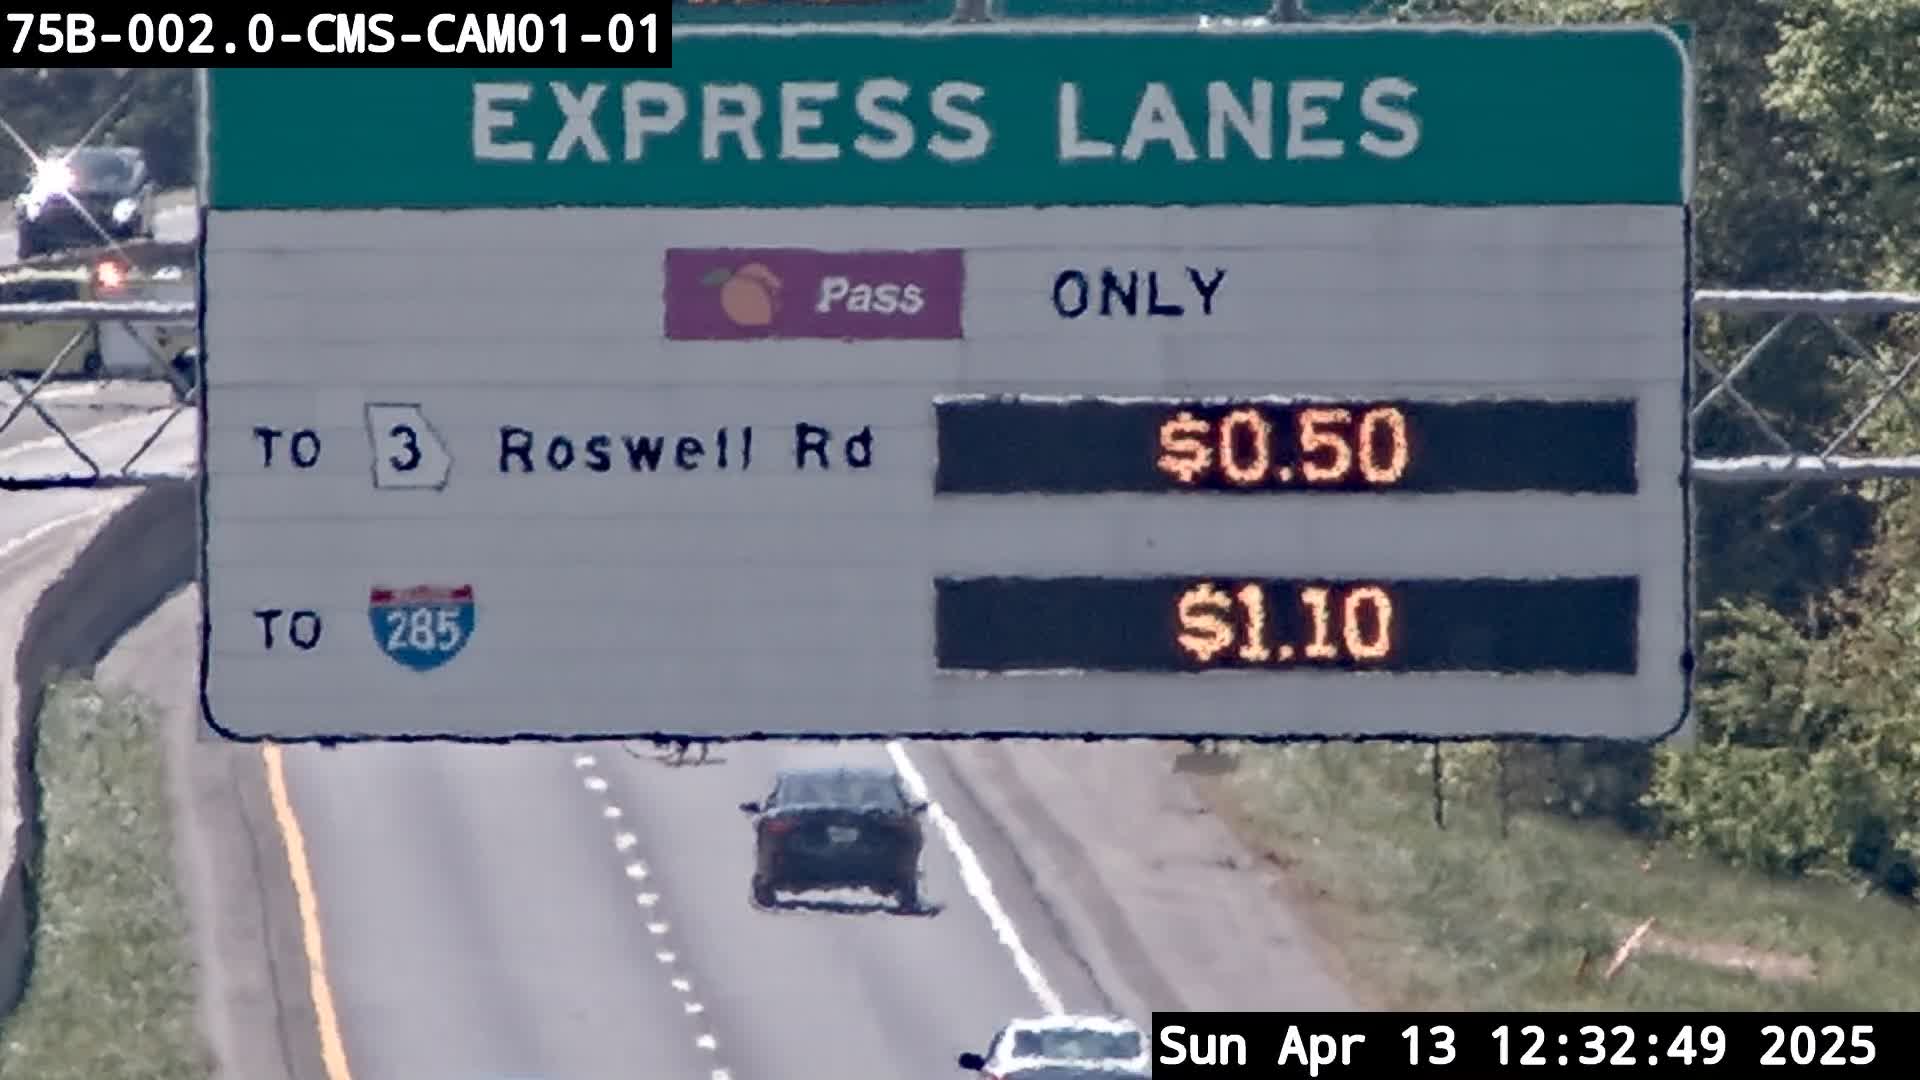 75B-002.0-CMS-CAM01-01
EXPRESS LANES
Pass ONLY
TO 3 Roswell Rd $0.50
TO 285 $1.10
Sun Apr 13 12:32:49 2025